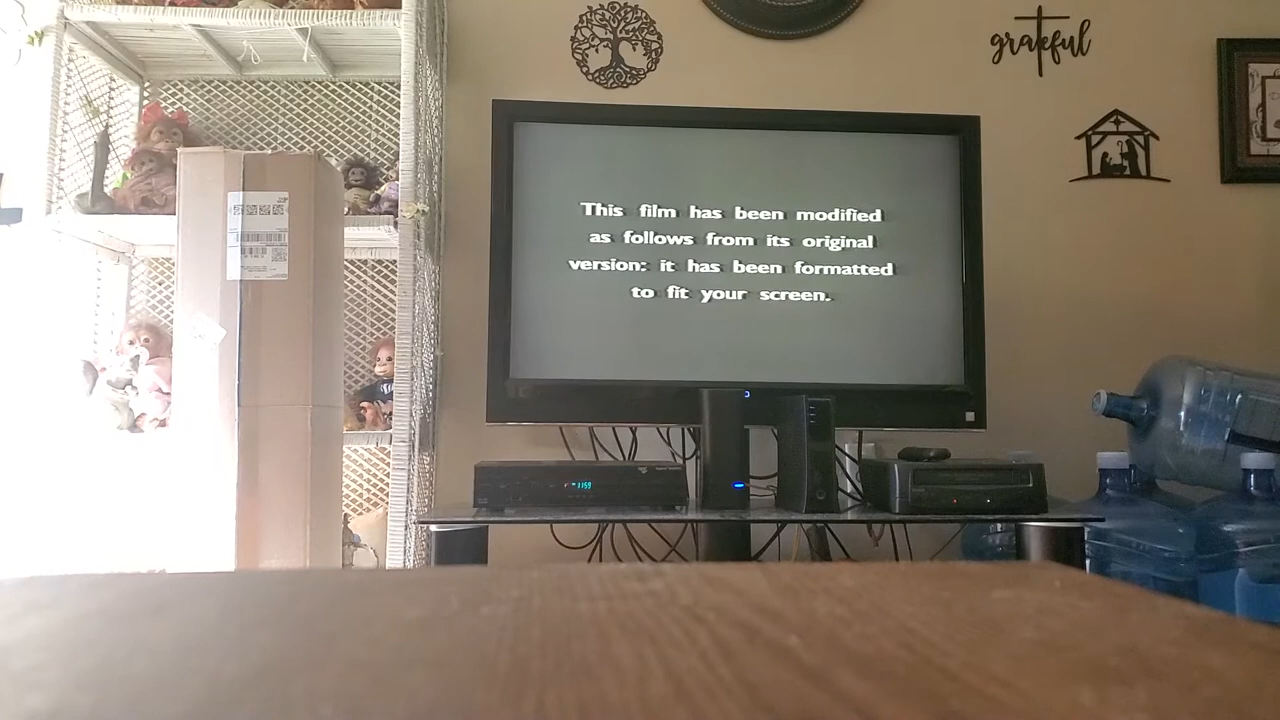 grateful
This film has been modified
as follows from its original
version: it has been formatted
to fit your screen.
1159